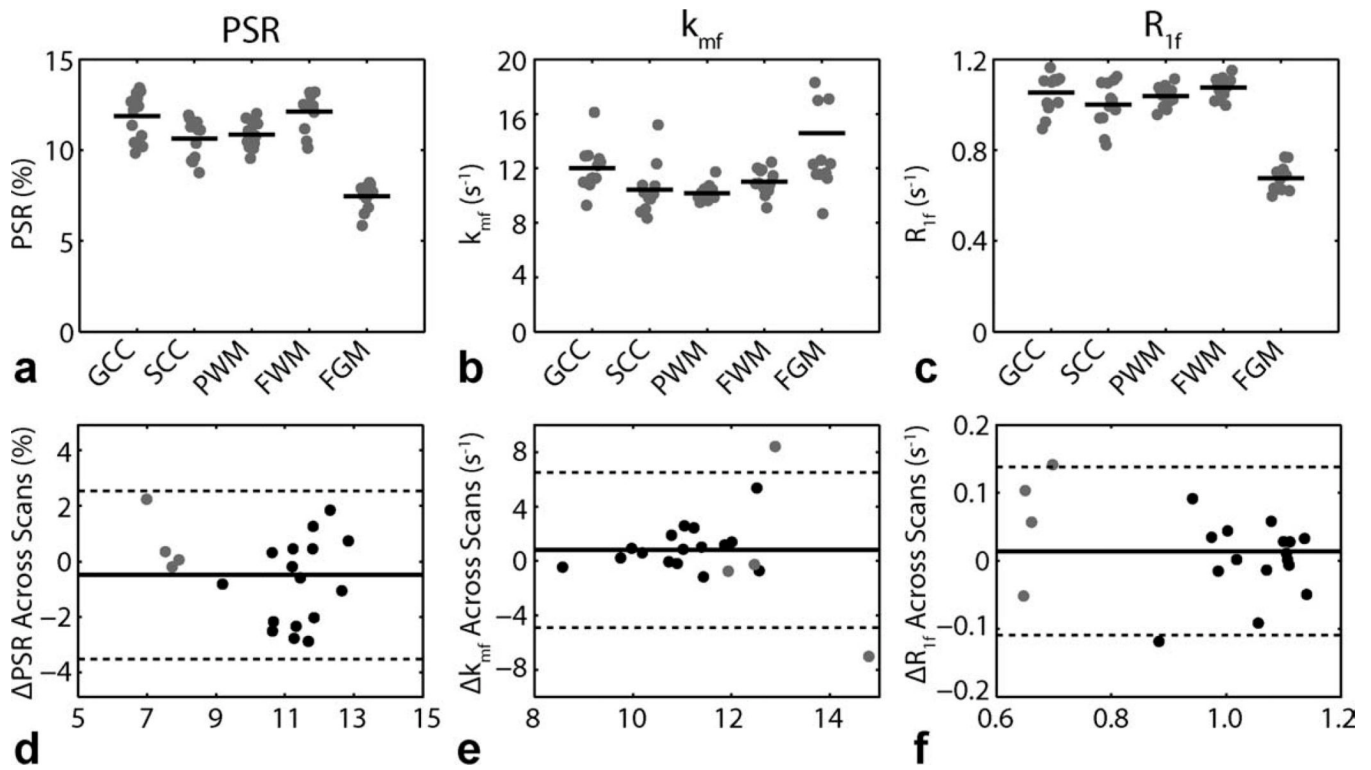 PSR
k_mf
R_1f
PSR (%)
15
10
5
0
GCC
SCC
PWM
FWM
FGM
a
k_mf (s⁻¹)
20
16
12
8
4
0
GCC
SCC
PWM
FWM
FGM
b
R_1f (s⁻¹)
1.2
0.8
0.4
0
GCC
SCC
PWM
FWM
FGM
c
ΔPSR Across Scans (%)
4
2
0
−2
−4
5 7 9 11 13 15
d
Δk_mf Across Scans (s⁻¹)
8
4
0
−4
−8
8 10 12 14
e
ΔR_1f Across Scans (s⁻¹)
0.2
0.1
0
−0.1
−0.2
0.6 0.8 1.0 1.2
f